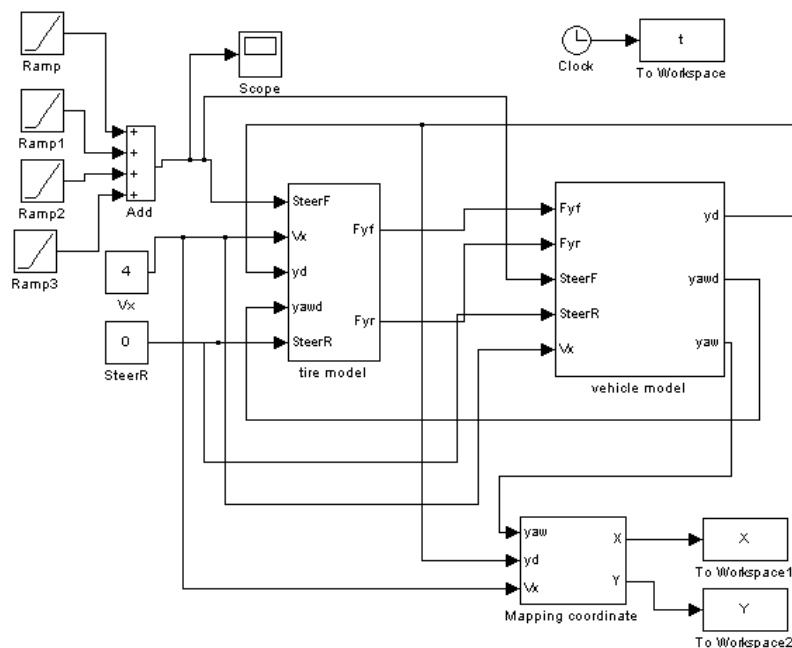 Ramp
Ramp1
Ramp2
Ramp3
+
+
+
+
Add
Scope
Clock
t
To Workspace
4
Vx
0
SteerR
SteerF
Vx
yd
yawd
SteerR
Fyf
Fyr
tire model
Fyf
Fyr
SteerF
SteerR
Vx
yd
yawd
yaw
vehicle model
yaw
yd
Vx
X
Y
Mapping coordinate
X
To Workspace1
Y
To Workspace2